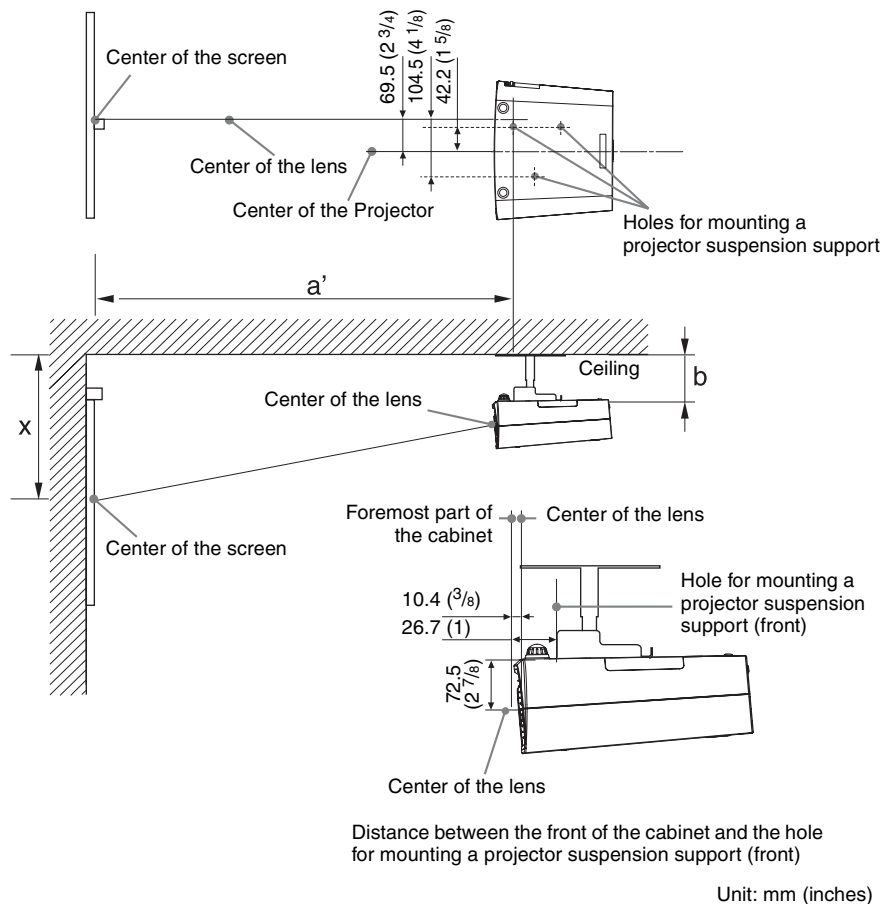 69.5 (2 3/4)
104.5 (4 1/8)
42.2 (1 5/8)
Center of the screen
Center of the lens
Center of the Projector
Holes for mounting a
projector suspension support
a’
Ceiling
b
x
Center of the lens
Center of the screen
Foremost part of
the cabinet
Center of the lens
Hole for mounting a
projector suspension
support (front)
10.4 (3/8)
26.7 (1)
72.5
(2 7/8)
Center of the lens
Distance between the front of the cabinet and the hole
for mounting a projector suspension support (front)
Unit: mm (inches)